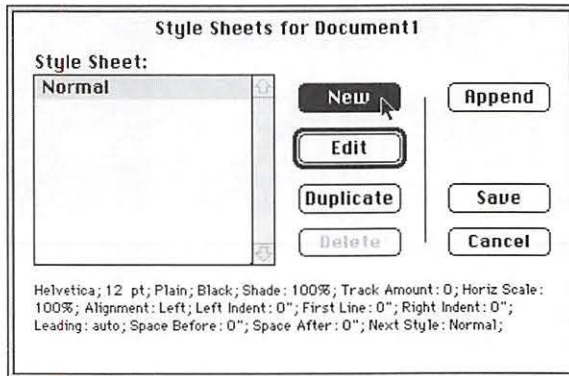 Style Sheets for Document1
Style Sheet:
Normal
New
Append
Edit
Duplicate
Save
Delete
Cancel
Helvetica; 12 pt; Plain; Black; Shade: 100%; Track Amount: 0; Horiz Scale:
100%; Alignment: Left; Left Indent: 0"; First Line: 0"; Right Indent: 0";
Leading: auto; Space Before: 0"; Space After: 0"; Next Style: Normal;